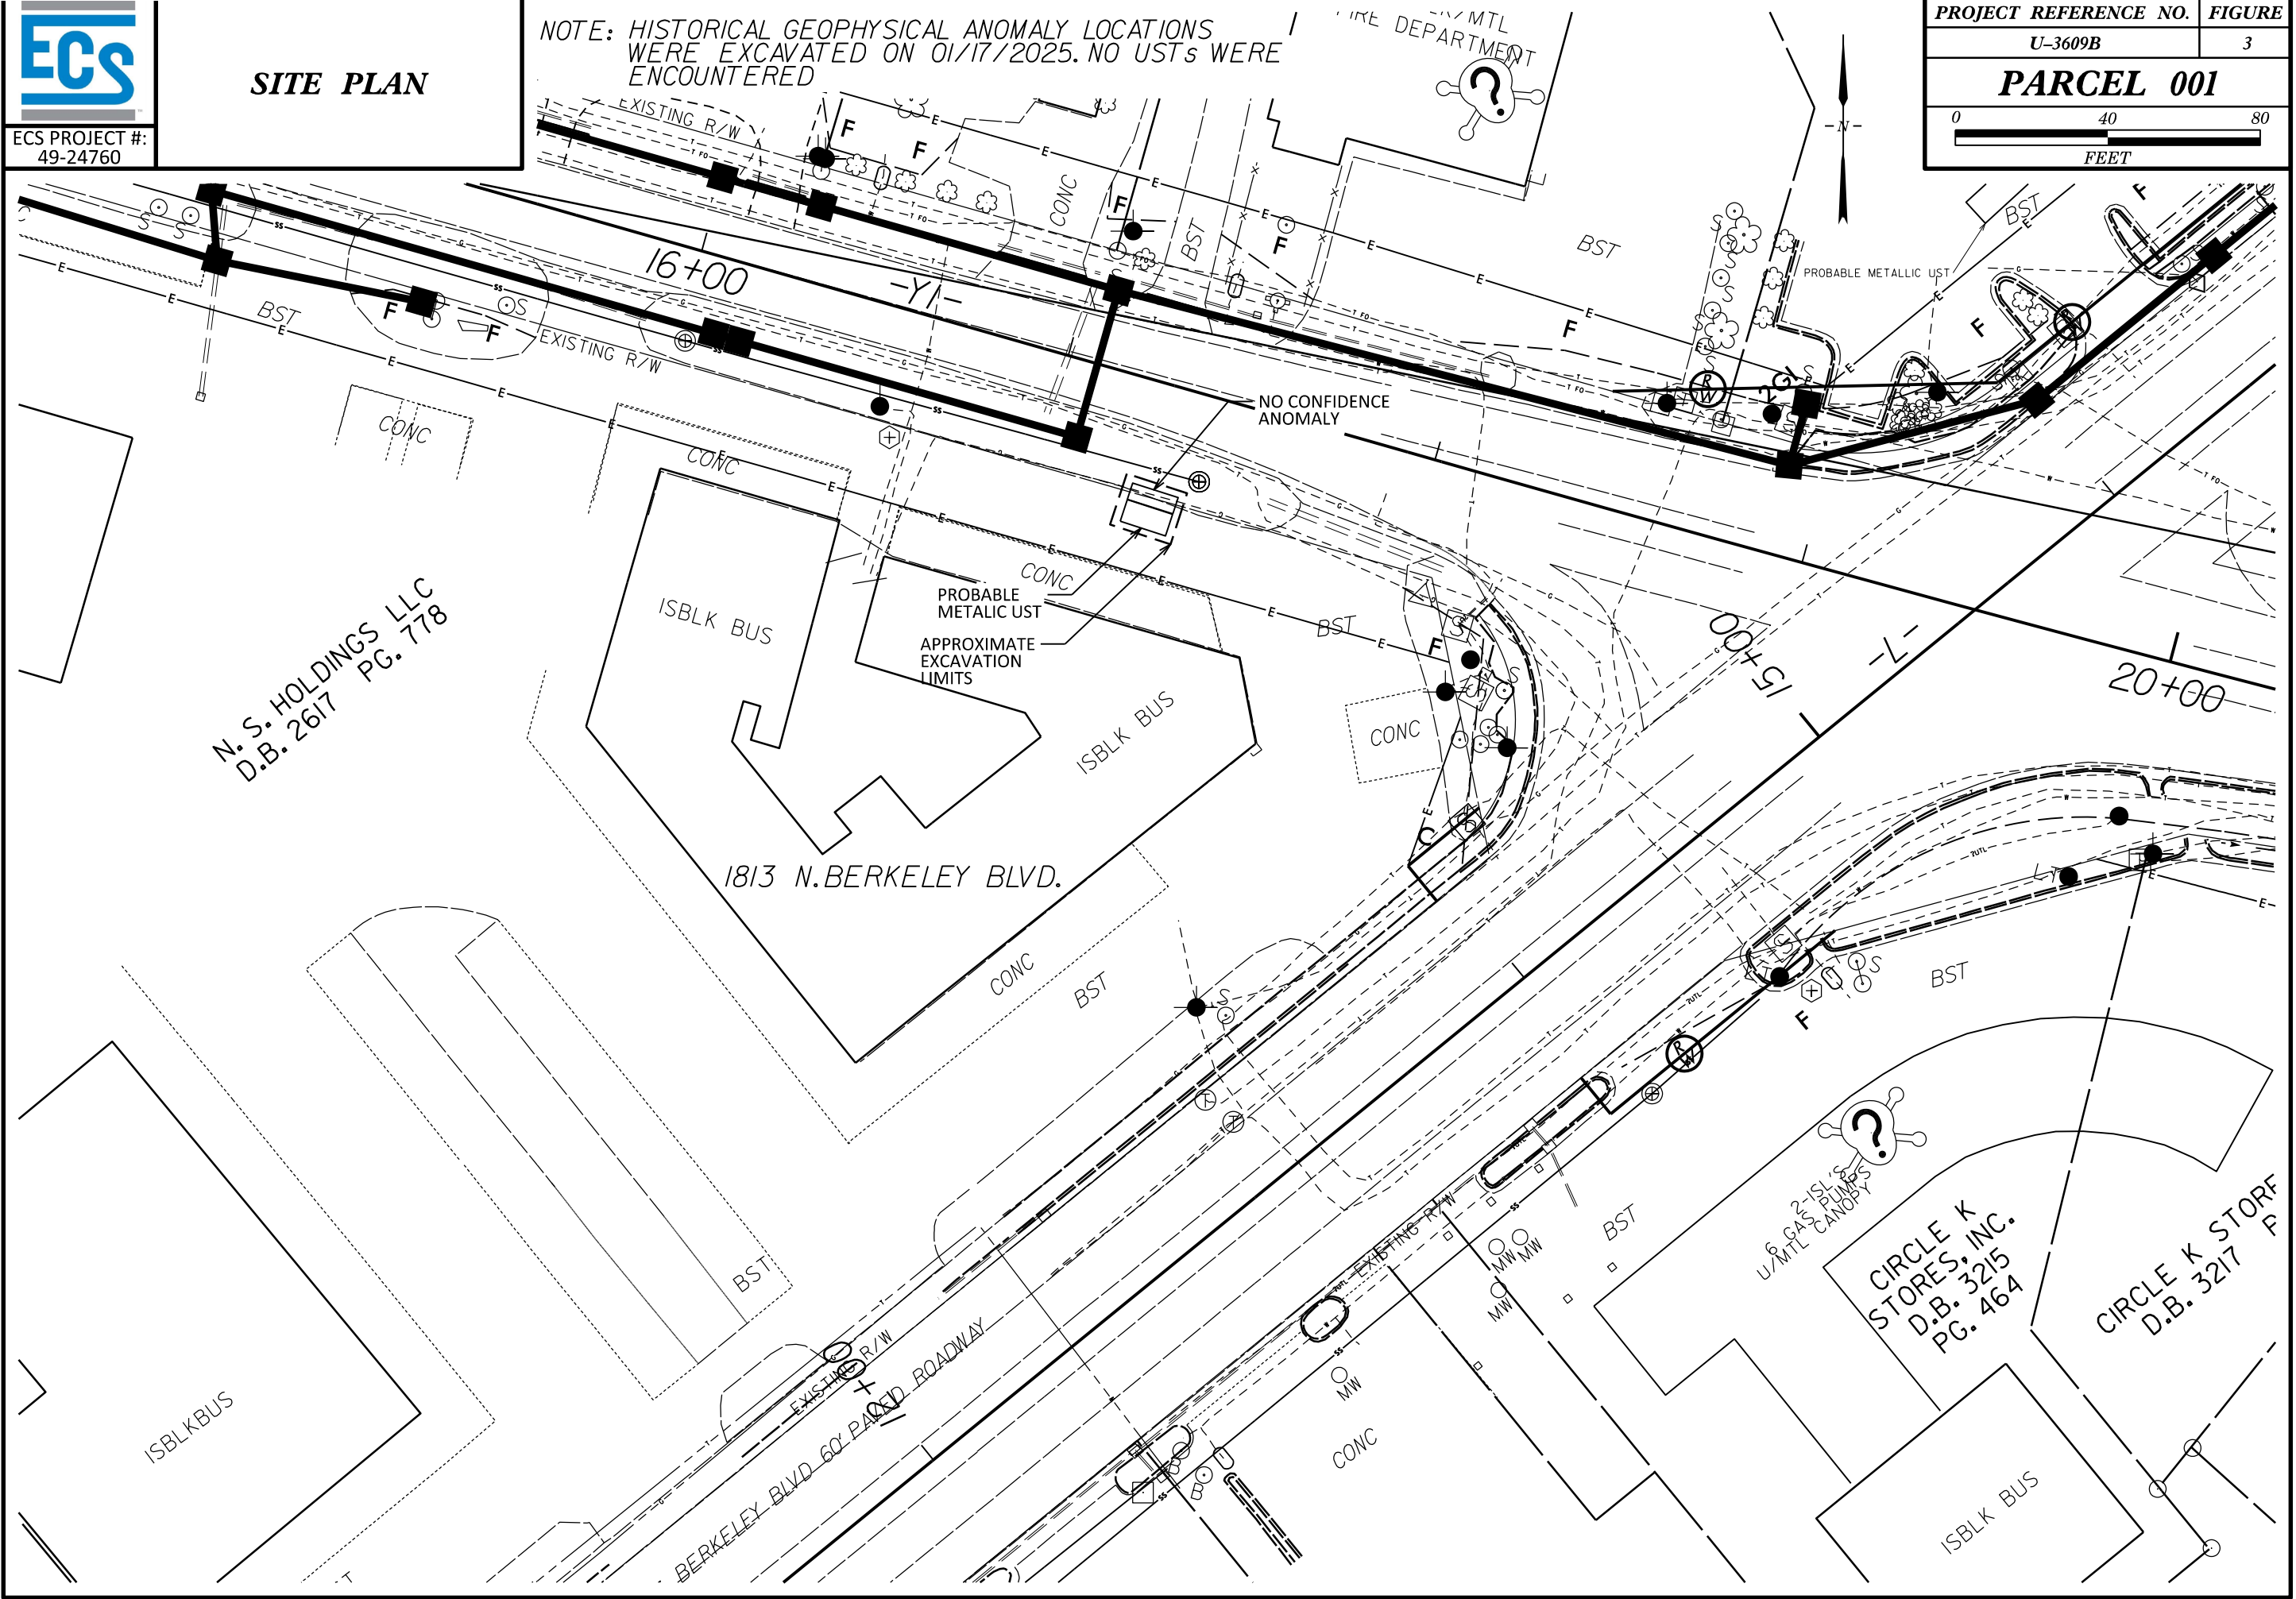 ECS
ECS PROJECT #:
49-24760
SITE PLAN
NOTE: HISTORICAL GEOPHYSICAL ANOMALY LOCATIONS
WERE EXCAVATED ON 01/17/2025. NO USTs WERE
ENCOUNTERED
FIRE DEPARTMENT
PROJECT REFERENCE NO.
FIGURE
U-3609B
3
PARCEL 001
0 40 80
FEET
-N-
EXISTING R/W
F
F
F
F
F
F
F
CONC
BST
BST
BST
16+00
-Y1-
PROBABLE METALLIC UST
2GI
BST
F
F
EXISTING R/W
CONC
CONC
NO CONFIDENCE
ANOMALY
PROBABLE
METALIC UST
APPROXIMATE
EXCAVATION
LIMITS
CONC
ISBLK BUS
ISBLK BUS
BST
F
CONC
C
15+00
-L-
20+00
N. S. HOLDINGS LLC
D.B. 2617 PG. 778
1813 N.BERKELEY BLVD.
CONC
BST
BST
LT
BST
F
EXISTING R/W
BST
MW
MW
MW
MW
2-ISL'S
6 GAS PUMPS
U/MTL CANOPY
CIRCLE K
STORES, INC.
D.B. 3215
PG. 464
CIRCLE K STOR
D.B. 3217
EXISTING R/W
BERKELEY BLVD 60' PAVED ROADWAY
ISBLKBUS
CONC
B
B
ISBLK BUS